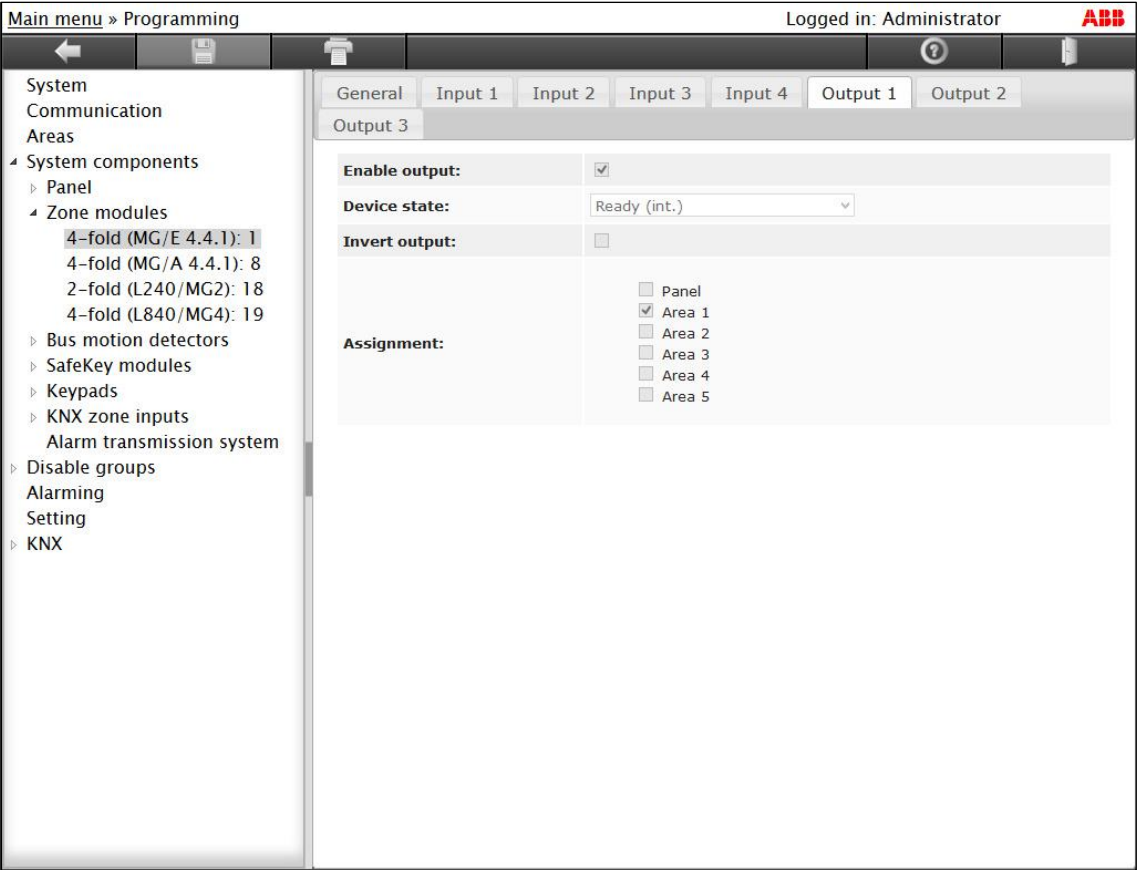 Main menu » Programming
Logged in: Administrator
ABB
System
Communication
Areas
System components
Panel
Zone modules
4-fold (MG/E 4.4.1): 1
4-fold (MG/A 4.4.1): 8
2-fold (L240/MG2): 18
4-fold (L840/MG4): 19
Bus motion detectors
SafeKey modules
Keypads
KNX zone inputs
Alarm transmission system
Disable groups
Alarming
Setting
KNX
General
Input 1
Input 2
Input 3
Input 4
Output 1
Output 2
Output 3
Enable output:
Device state:
Ready (int.)
Invert output:
Assignment:
Panel
Area 1
Area 2
Area 3
Area 4
Area 5